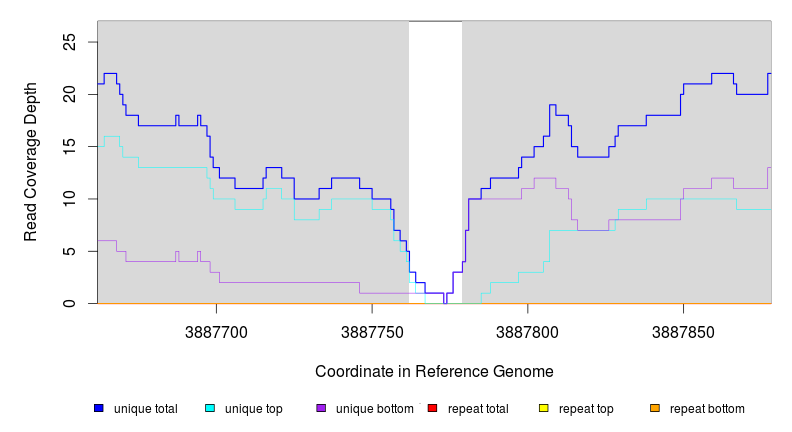 Read Coverage Depth
25
20
15
10
5
0
3887700 3887750 3887800 3887850
Coordinate in Reference Genome
unique total unique top unique bottom repeat total repeat top repeat bottom